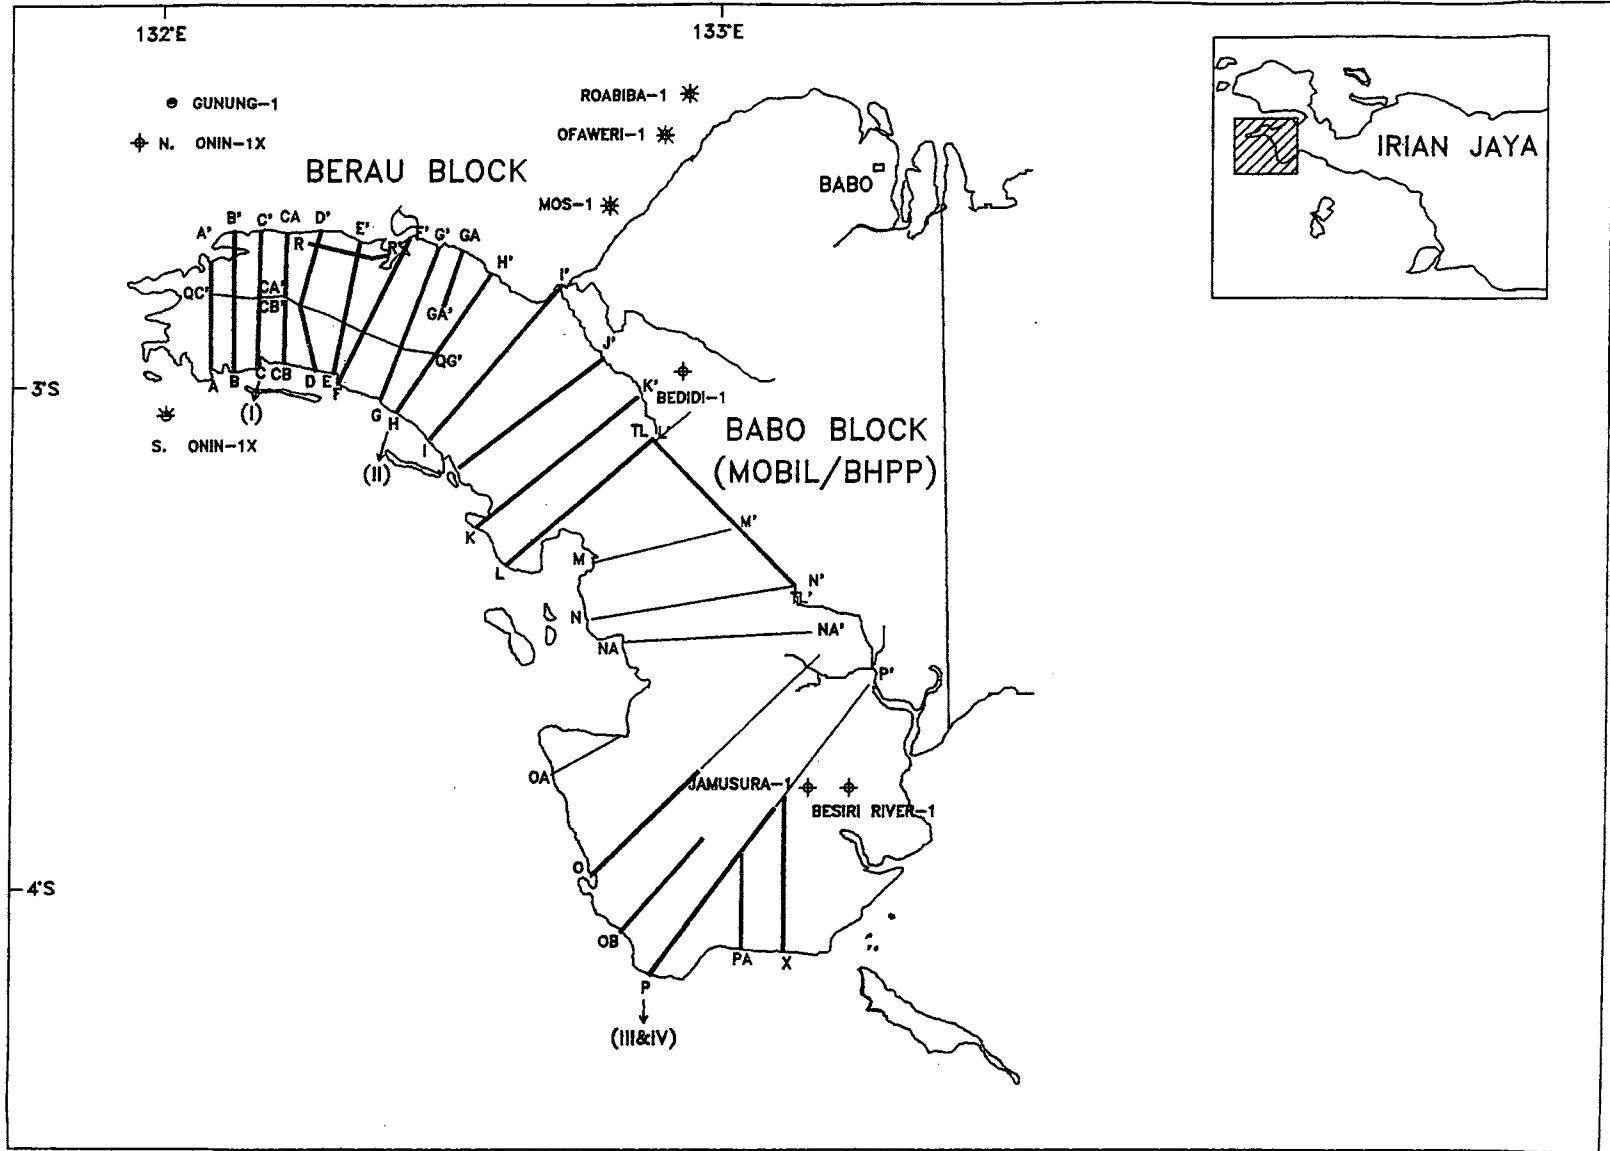 132°E
133°E
GUNUNG-1
N. ONIN-1X
BERAU BLOCK
ROABIBA-1
OFAWERI-1
MOS-1
BABO
IRIAN JAYA
A'
B'
C'
CA
D'
E'
R
R'
F'
G'
GA
H'
I'
QC'
CA'
CB'
GA'
QG'
J'
K'
BEDIDI-1
3°S
A
B
C
CB
D
E
F
G
H
I
(I)
(II)
S. ONIN-1X
TL
L'
BABO BLOCK
(MOBIL/BHPP)
K
L
M
M'
N
N'
TL'
NA
NA'
P'
OA
JAMUSURA-1
BESIRI RIVER-1
O
4°S
OB
PA
X
P
(III&IV)